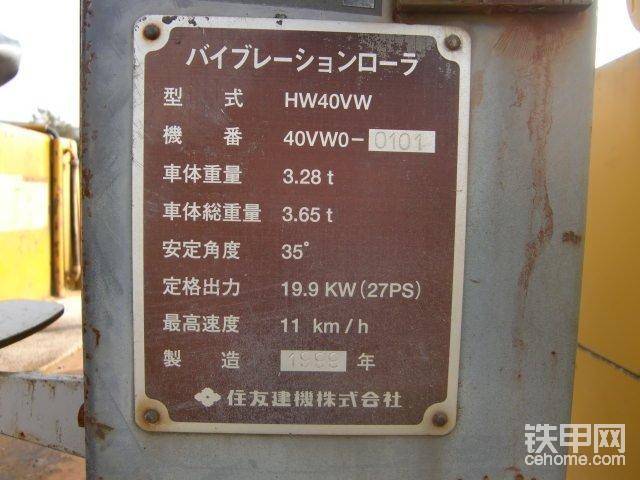 バイブレーションローラ
型式 HW40VW
機番 40VW0-0101
車体重量 3.28 t
車体総重量 3.65 t
安定角度 35°
定格出力 19.9 KW (27PS)
最高速度 11 km/h
製造 1999 年
住友建機株式会社
铁甲网
cehome.com